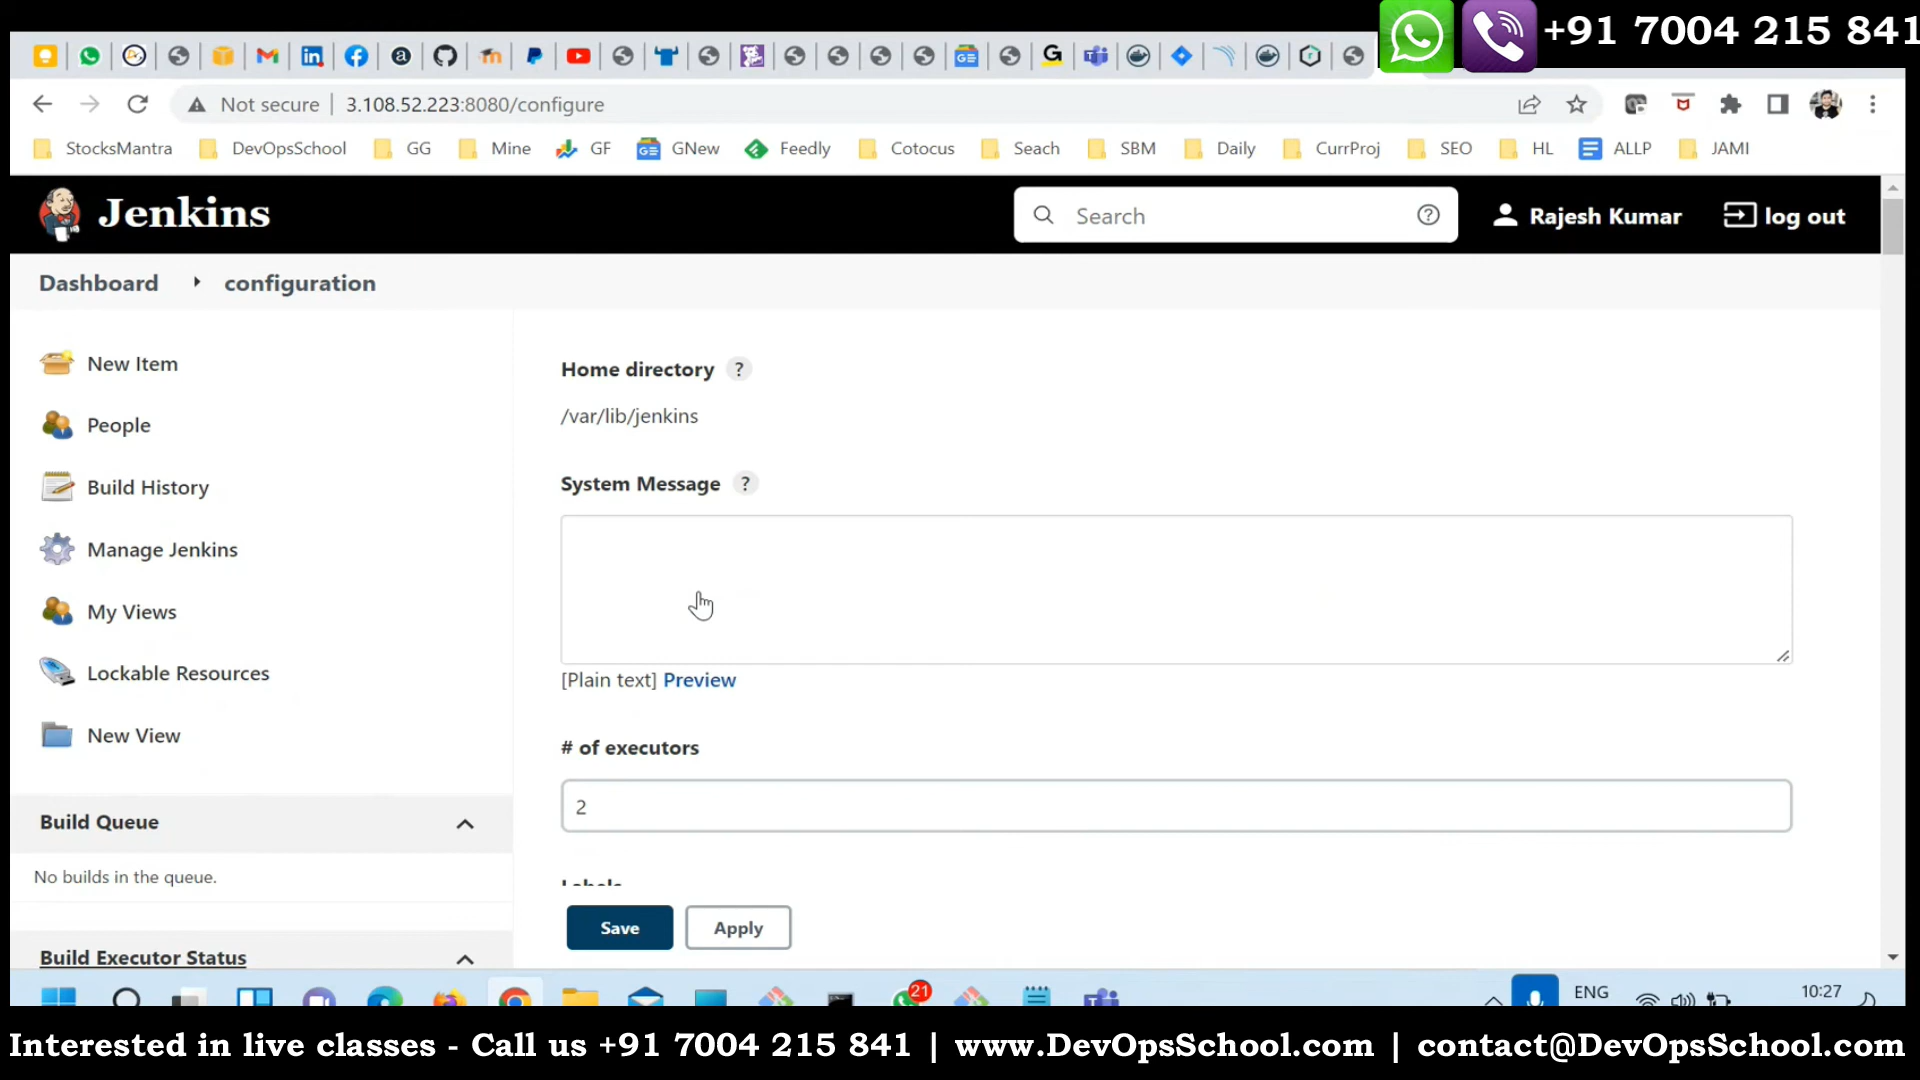 +91 7004 215 841
Not secure | 3.108.52.223:8080/configure
StocksMantra DevOpsSchool GG Mine GF GNew Feedly Cotocus Seach SBM Daily CurrProj SEO HL ALLP JAMI
Jenkins Search Rajesh Kumar log out
Dashboard configuration
New Item
People
Build History
Manage Jenkins
My Views
Lockable Resources
New View
Build Queue
No builds in the queue.
Build Executor Status
Home directory ?
/var/lib/jenkins
System Message ?
[Plain text] Preview
# of executors
2
Labels
Save Apply
21
ENG 10:27
Interested in live classes - Call us +91 7004 215 841 | www.DevOpsSchool.com | contact@DevOpsSchool.com